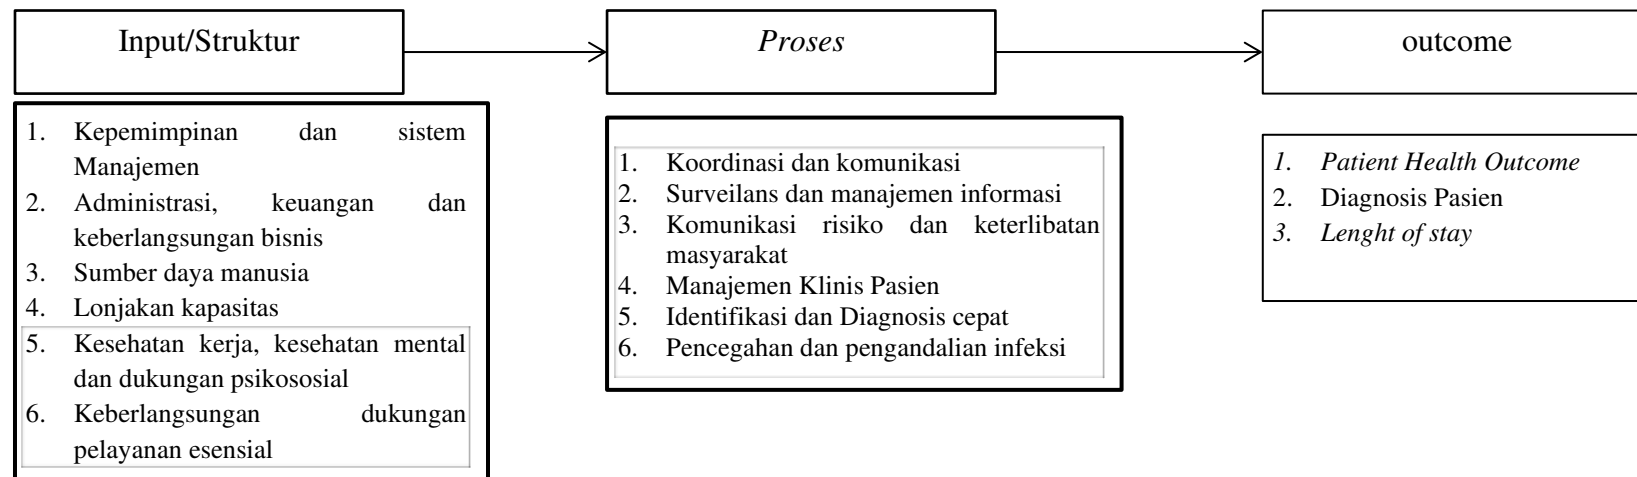 Input/Struktur
Proses
outcome
1. Kepemimpinan dan sistem
Manajemen
2. Administrasi, keuangan dan
keberlangsungan bisnis
3. Sumber daya manusia
4. Lonjakan kapasitas
5. Kesehatan kerja, kesehatan mental
dan dukungan psikososial
6. Keberlangsungan dukungan
pelayanan esensial
1. Koordinasi dan komunikasi
2. Surveilans dan manajemen informasi
3. Komunikasi risiko dan keterlibatan
masyarakat
4. Manajemen Klinis Pasien
5. Identifikasi dan Diagnosis cepat
6. Pencegahan dan pengandalian infeksi
1. Patient Health Outcome
2. Diagnosis Pasien
3. Lenght of stay